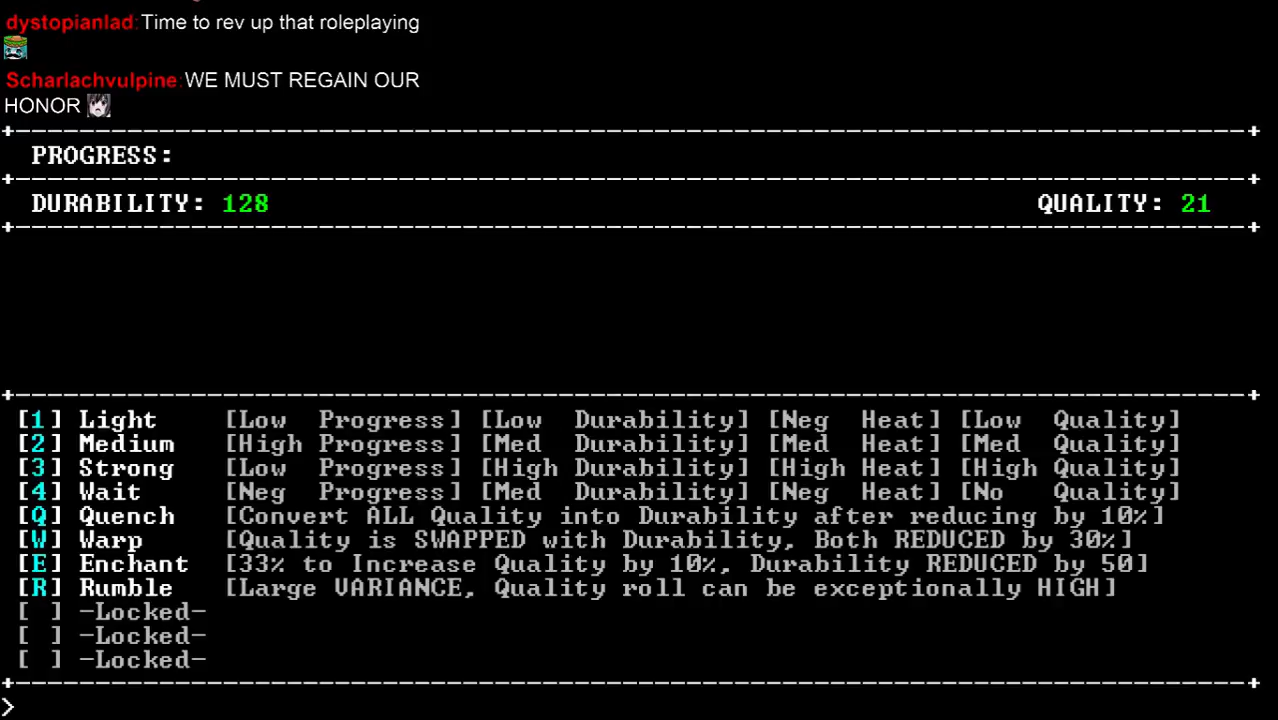 dystopianlad: Time to rev up that roleplaying
Scharlachvulpine: WE MUST REGAIN OUR
HONOR
PROGRESS:
DURABILITY: 128 QUALITY: 21
[1] Light [Low Progress] [Low Durability] [Neg Heat] [Low Quality]
[2] Medium [High Progress] [Med Durability] [Med Heat] [Med Quality]
[3] Strong [Low Progress] [High Durability] [High Heat] [High Quality]
[4] Wait [Neg Progress] [Med Durability] [Neg Heat] [No Quality]
[Q] Quench [Convert ALL Quality into Durability after reducing by 10%]
[W] Warp [Quality is SWAPPED with Durability, Both REDUCED by 30%]
[E] Enchant [33% to Increase Quality by 10%, Durability REDUCED by 50]
[R] Rumble [Large VARIANCE, Quality roll can be exceptionally HIGH]
[ ] -Locked-
[ ] -Locked-
[ ] -Locked-
>